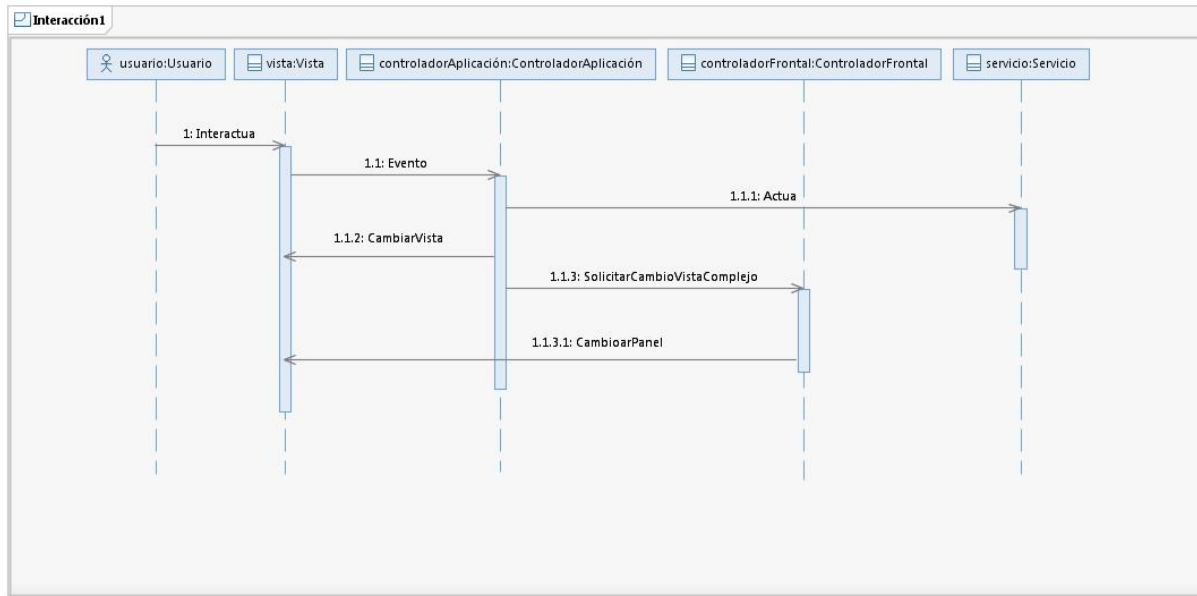 Interacción1
usuario:Usuario
vista:Vista
controladorAplicación:ControladorAplicación
controladorFrontal:ControladorFrontal
servicio:Servicio
1: Interactua
1.1: Evento
1.1.1: Actua
1.1.2: CambiarVista
1.1.3: SolicitarCambioVistaComplejo
1.1.3.1: CambioarPanel